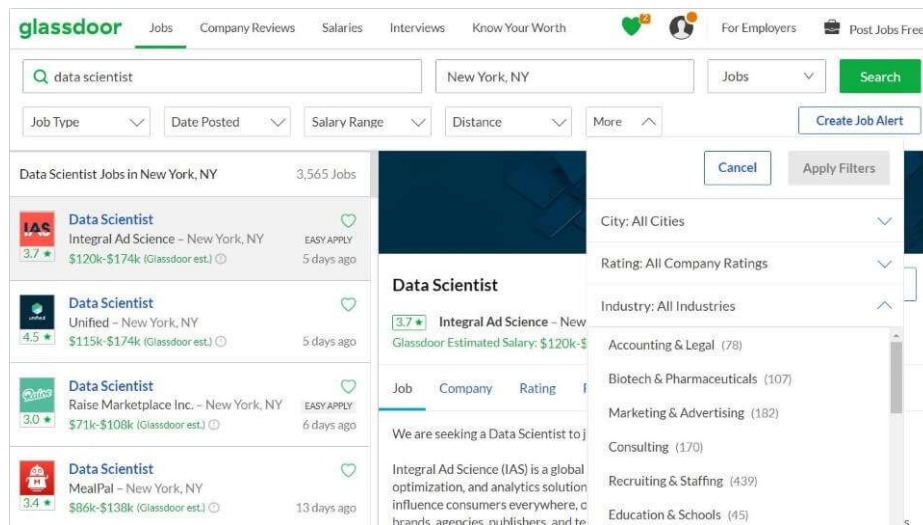 glassdoor Jobs Company Reviews Salaries Interviews Know Your Worth 2 For Employers Post Jobs Free
data scientist New York, NY Jobs Search
Job Type Date Posted Salary Range Distance More Create Job Alert
Data Scientist Jobs in New York, NY 3,565 Jobs
IAS
3.7 ★
Data Scientist
Integral Ad Science – New York, NY EASY APPLY
$120k-$174k (Glassdoor est.) 5 days ago
unified
4.5 ★
Data Scientist
Unified – New York, NY
$115k-$174k (Glassdoor est.) 5 days ago
Raise
3.0 ★
Data Scientist
Raise Marketplace Inc. – New York, NY EASY APPLY
$71k-$108k (Glassdoor est.) 6 days ago
M
3.4 ★
Data Scientist
MealPal – New York, NY
$86k-$138k (Glassdoor est.) 13 days ago
Data Scientist
3.7 ★ Integral Ad Science – New
Glassdoor Estimated Salary: $120k-$
Job Company Rating
We are seeking a Data Scientist to j
Integral Ad Science (IAS) is a global
optimization, and analytics solution
influence consumers everywhere, o
brands, agencies, publishers, and te
Cancel Apply Filters
City: All Cities
Rating: All Company Ratings
Industry: All Industries
Accounting & Legal (78)
Biotech & Pharmaceuticals (107)
Marketing & Advertising (182)
Consulting (170)
Recruiting & Staffing (439)
Education & Schools (45)